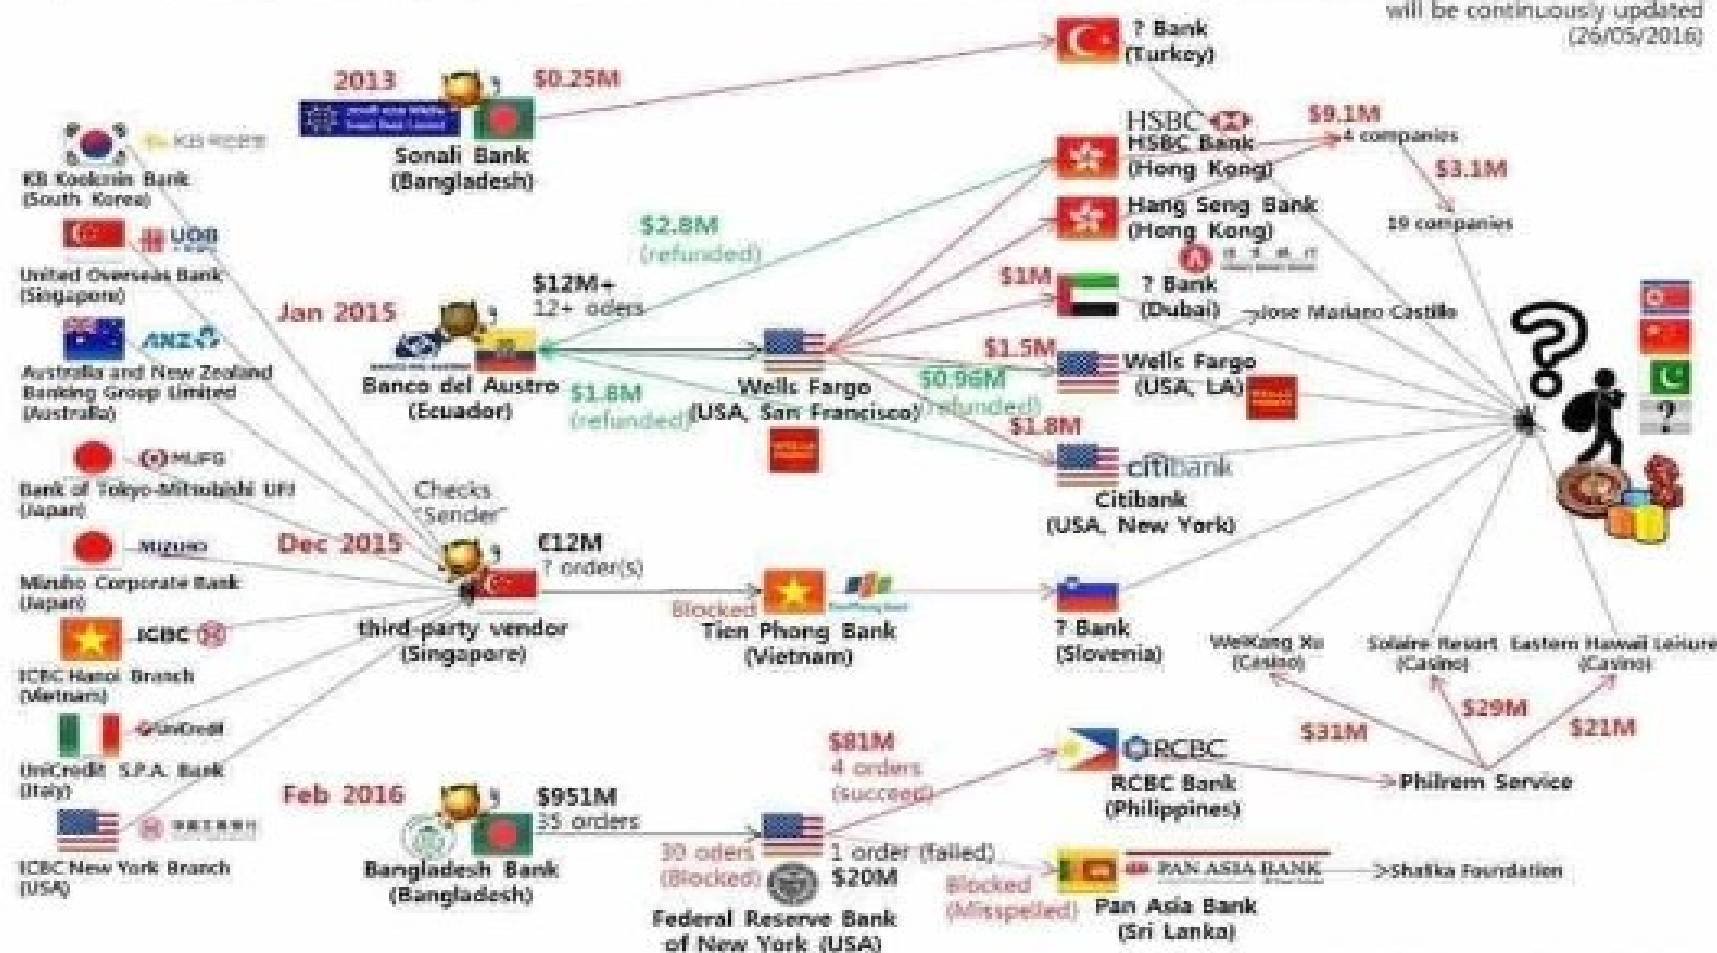 will be continuously updated
(26/05/2016)
? Bank
(Turkey)
2013
$0.25M
Sonali Bank
(Bangladesh)
KB Kookmin Bank
(South Korea)
UOB
United Overseas Bank
(Singapore)
ANZ
Australia and New Zealand
Banking Group Limited
(Australia)
MUFG
Bank of Tokyo-Mitsubishi UFJ
(Japan)
MIZUHO
Mizuho Corporate Bank
(Japan)
ICBC
ICBC Hanoi Branch
(Vietnam)
UniCredit
UniCredit S.P.A. Bank
(Italy)
ICBC New York Branch
(USA)
HSBC
HSBC Bank
(Hong Kong)
$9.1M
4 companies
$3.1M
19 companies
Hang Seng Bank
(Hong Kong)
$2.8M
(refunded)
Jan 2015
$12M+
12+ oders
Banco del Austro
(Ecuador)
$1.8M
(refunded)
Wells Fargo
(USA, San Francisco)
$1M
? Bank
(Dubai)
Jose Mariano Castillo
$1.5M
Wells Fargo
(USA, LA)
$0.96M
(refunded)
$1.8M
citibank
Citibank
(USA, New York)
?
?
Checks
"Sender"
Dec 2015
€12M
? order(s)
third-party vendor
(Singapore)
Blocked
Tien Phong Bank
(Vietnam)
? Bank
(Slovenia)
WeiKang Xu
(Casino)
Solaire Resort
(Casino)
Eastern Hawaii Leisure
(Casino)
$31M
$29M
$21M
Philrem Service
Feb 2016
$951M
35 orders
Bangladesh Bank
(Bangladesh)
$81M
4 orders
(succeed)
RCBC
RCBC Bank
(Philippines)
30 oders
(Blocked)
1 order (failed)
$20M
Federal Reserve Bank
of New York (USA)
Blocked
(Misspelled)
PAN ASIA BANK
Pan Asia Bank
(Sri Lanka)
Shalika Foundation